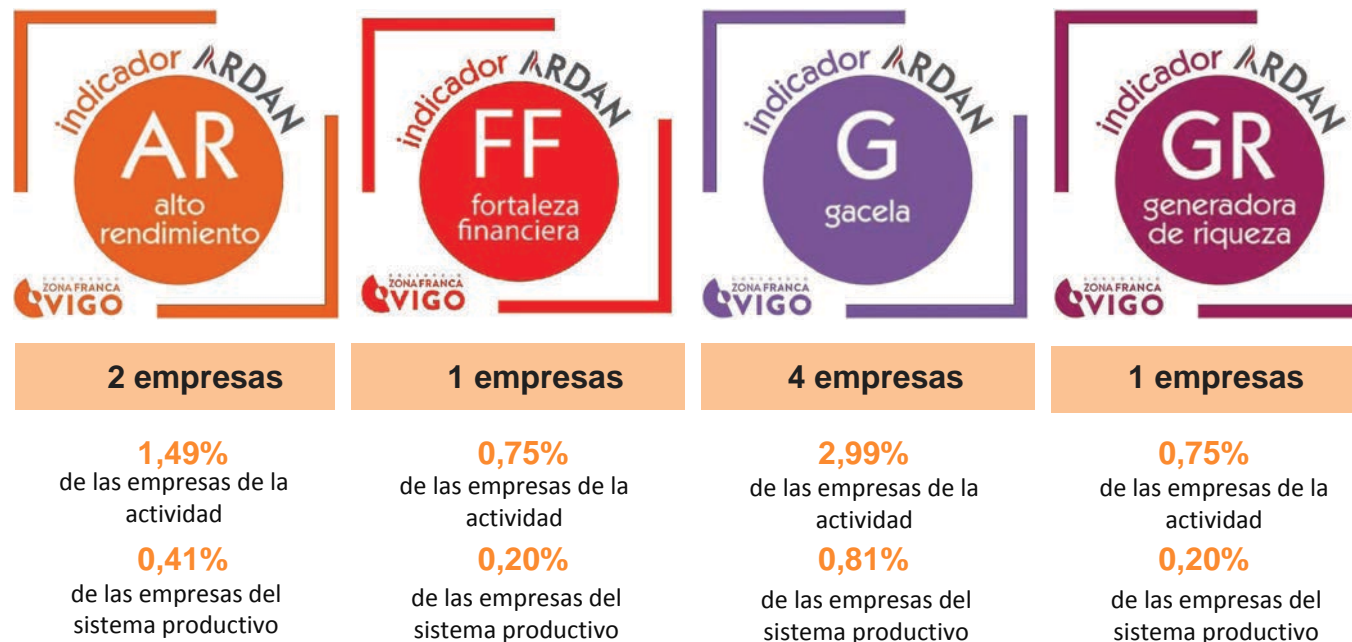 indicador ARDAN
AR
alto
rendimiento
CONSORCIO
ZONA FRANCA
VIGO
2 empresas
1,49%
de las empresas de la
actividad
0,41%
de las empresas del
sistema productivo
indicador ARDAN
FF
fortaleza
financiera
CONSORCIO
ZONA FRANCA
VIGO
1 empresas
0,75%
de las empresas de la
actividad
0,20%
de las empresas del
sistema productivo
indicador ARDAN
G
gacela
CONSORCIO
ZONA FRANCA
VIGO
4 empresas
2,99%
de las empresas de la
actividad
0,81%
de las empresas del
sistema productivo
indicador ARDAN
GR
generadora
de riqueza
CONSORCIO
ZONA FRANCA
VIGO
1 empresas
0,75%
de las empresas de la
actividad
0,20%
de las empresas del
sistema productivo